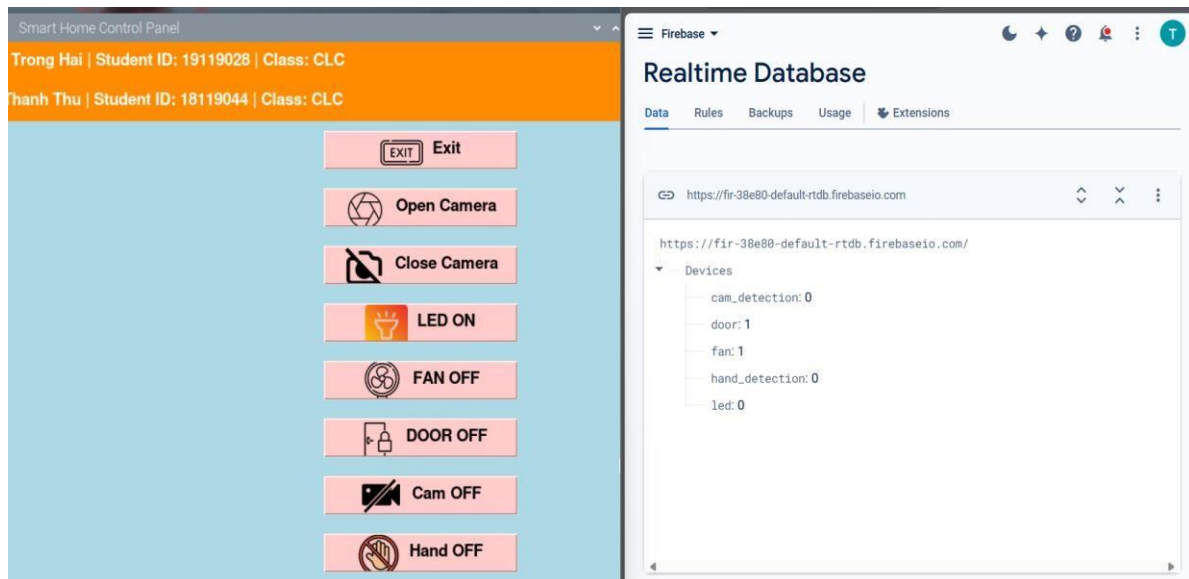 Smart Home Control Panel
Trong Hai | Student ID: 19119028 | Class: CLC
Thanh Thu | Student ID: 18119044 | Class: CLC
EXIT Exit
Open Camera
Close Camera
LED ON
FAN OFF
DOOR OFF
Cam OFF
Hand OFF
Firebase
T
Realtime Database
Data Rules Backups Usage Extensions
https://fir-38e80-default-rtdb.firebaseio.com
https://fir-38e80-default-rtdb.firebaseio.com/
Devices
cam_detection: 0
door: 1
fan: 1
hand_detection: 0
led: 0